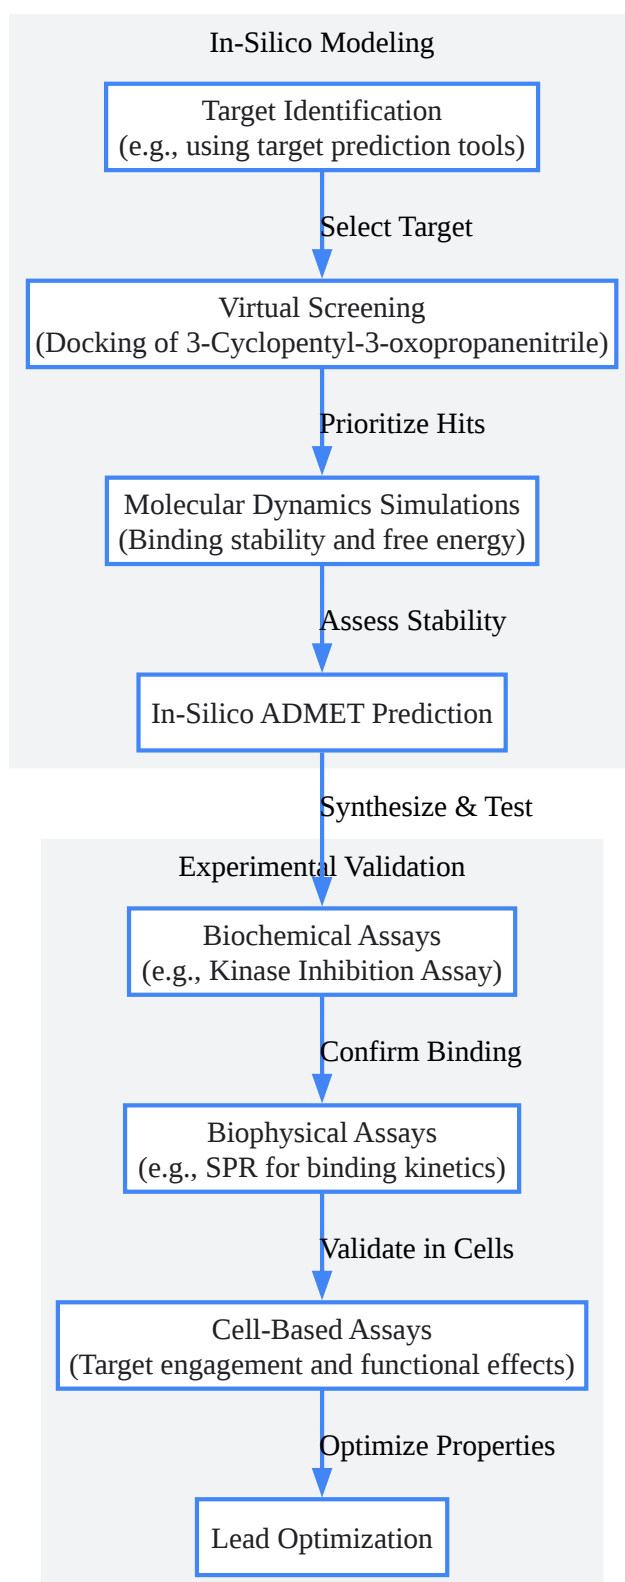 In-Silico Modeling
Target Identification
(e.g., using target prediction tools)
Select Target
Virtual Screening
(Docking of 3-Cyclopentyl-3-oxopropanenitrile)
Prioritize Hits
Molecular Dynamics Simulations
(Binding stability and free energy)
Assess Stability
In-Silico ADMET Prediction
Synthesize & Test
Experimental Validation
Biochemical Assays
(e.g., Kinase Inhibition Assay)
Confirm Binding
Biophysical Assays
(e.g., SPR for binding kinetics)
Validate in Cells
Cell-Based Assays
(Target engagement and functional effects)
Optimize Properties
Lead Optimization